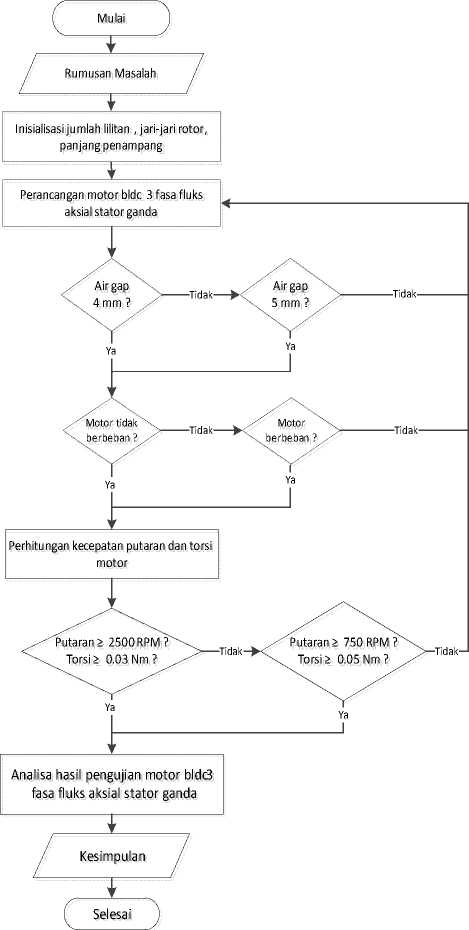 Mulai
Rumusan Masalah
Inisialisasi jumlah lilitan , jari-jari rotor,
panjang penampang
Perancangan motor bldc 3 fasa fluks
aksial stator ganda
Air gap
4 mm ?
Tidak
Air gap
5 mm ?
Tidak
Ya
Ya
Motor tidak
berbeban ?
Tidak
Motor
berbeban ?
Tidak
Ya
Ya
Perhitungan kecepatan putaran dan torsi
motor
Putaran ≥ 2500 RPM ?
Torsi ≥ 0.03 Nm ?
Tidak
Putaran ≥ 750 RPM ?
Torsi ≥ 0.05 Nm ?
Tidak
Ya
Ya
Analisa hasil pengujian motor bldc3
fasa fluks aksial stator ganda
Kesimpulan
Selesai